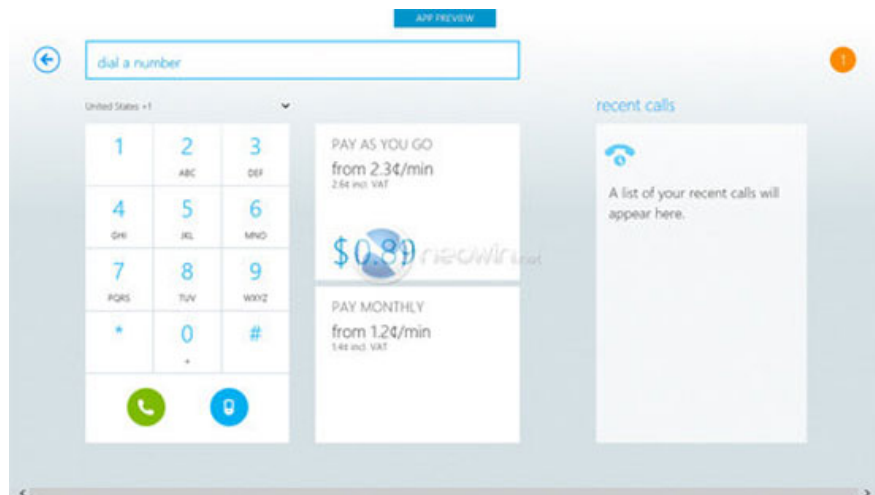 APP PREVIEW
dial a number
1
United States +1
recent calls
1
2
ABC
3
DEF
4
GHI
5
JKL
6
MNO
7
PQRS
8
TUV
9
WXYZ
*
0
+
#
PAY AS YOU GO
from 2.3¢/min
2.6¢ incl. VAT
$0.89
neowin.net
PAY MONTHLY
from 1.2¢/min
1.4¢ incl. VAT
A list of your recent calls will
appear here.